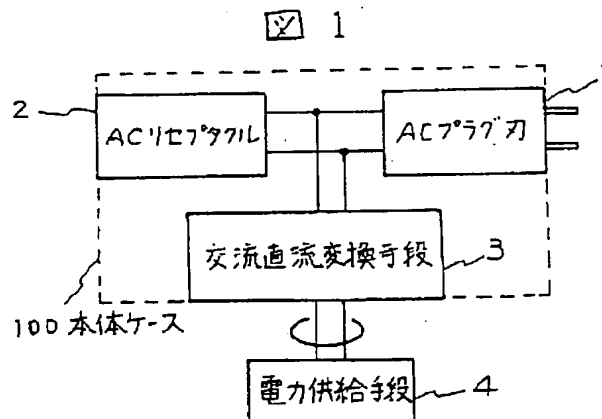 図 1
2
ACリセプタクル
ACプラグ刃
交流直流変換手段
3
100 本体ケース
電力供給手段
4